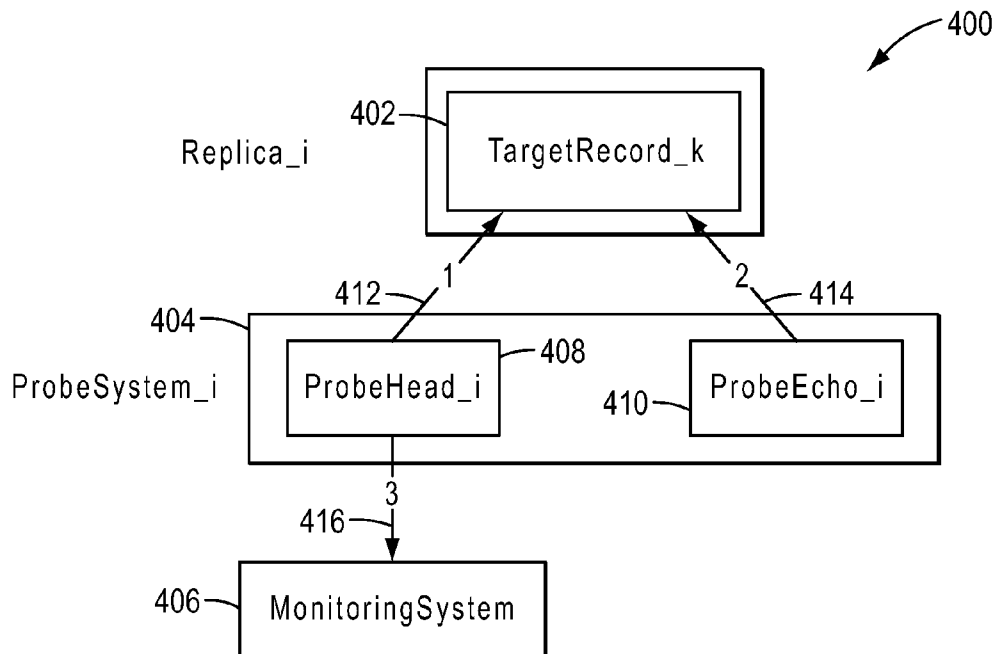 400
402
TargetRecord_k
Replica_i
1
2
412
414
404
408
ProbeHead_i
ProbeEcho_i
ProbeSystem_i
410
3
416
406
MonitoringSystem